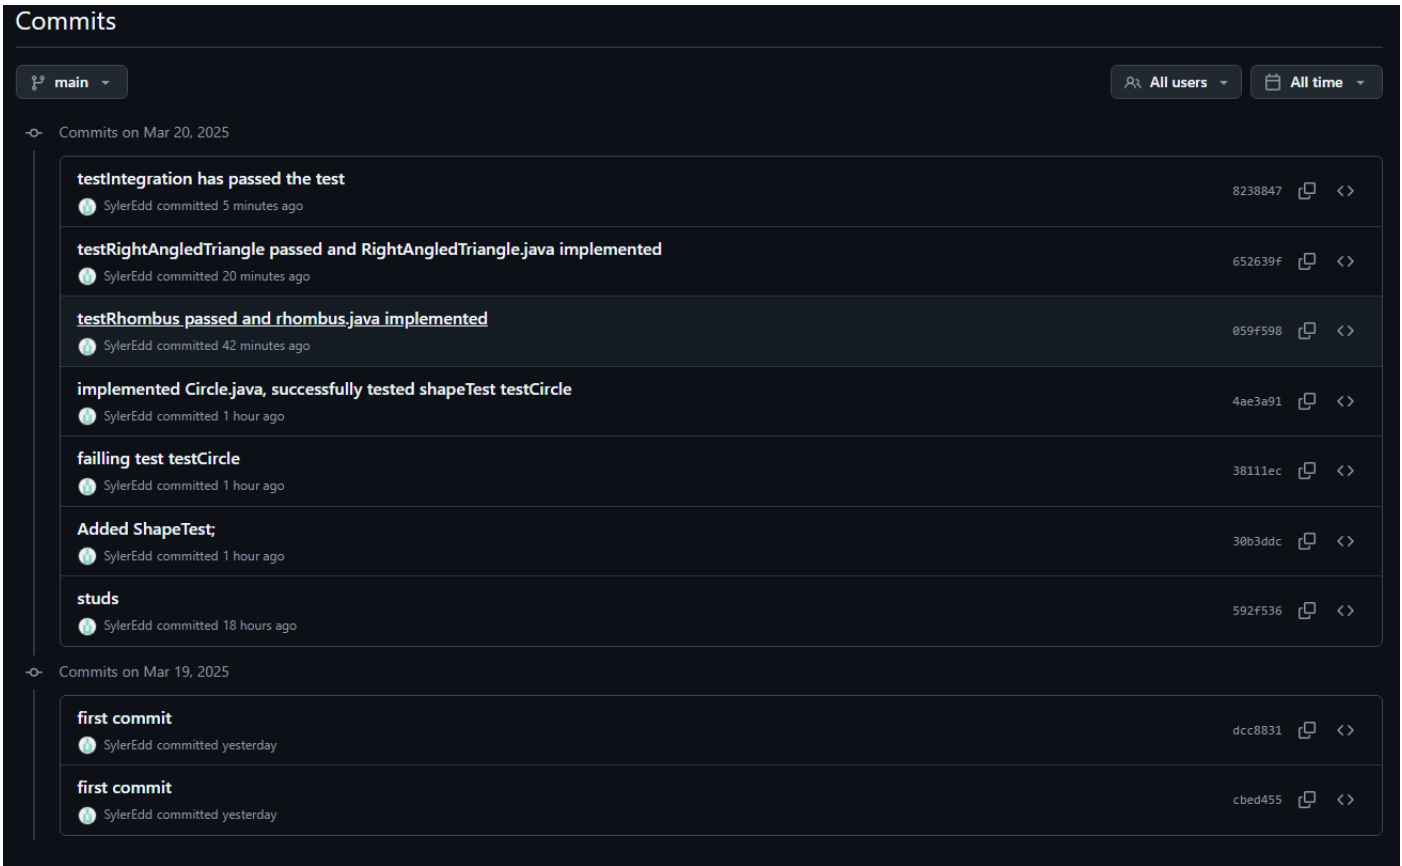 Commits
main
All users
All time
Commits on Mar 20, 2025
testIntegration has passed the test
SylerEdd committed 5 minutes ago
8238847
testRightAngledTriangle passed and RightAngledTriangle.java implemented
SylerEdd committed 20 minutes ago
652639f
testRhombus passed and rhombus.java implemented
SylerEdd committed 42 minutes ago
059f598
implemented Circle.java, successfully tested shapeTest testCircle
SylerEdd committed 1 hour ago
4ae3a91
failling test testCircle
SylerEdd committed 1 hour ago
38111ec
Added ShapeTest;
SylerEdd committed 1 hour ago
30b3ddc
studs
SylerEdd committed 18 hours ago
592f536
Commits on Mar 19, 2025
first commit
SylerEdd committed yesterday
dcc8831
first commit
SylerEdd committed yesterday
cbed455